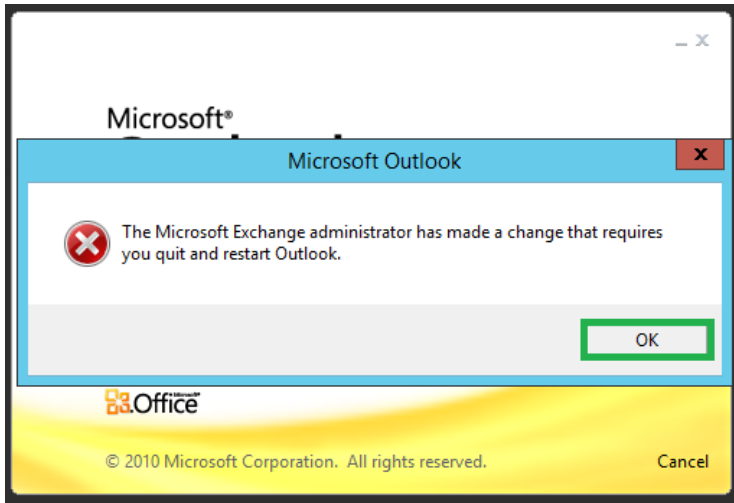 Microsoft®
Microsoft Outlook
x
The Microsoft Exchange administrator has made a change that requires
you quit and restart Outlook.
OK
Office
© 2010 Microsoft Corporation. All rights reserved.
Cancel